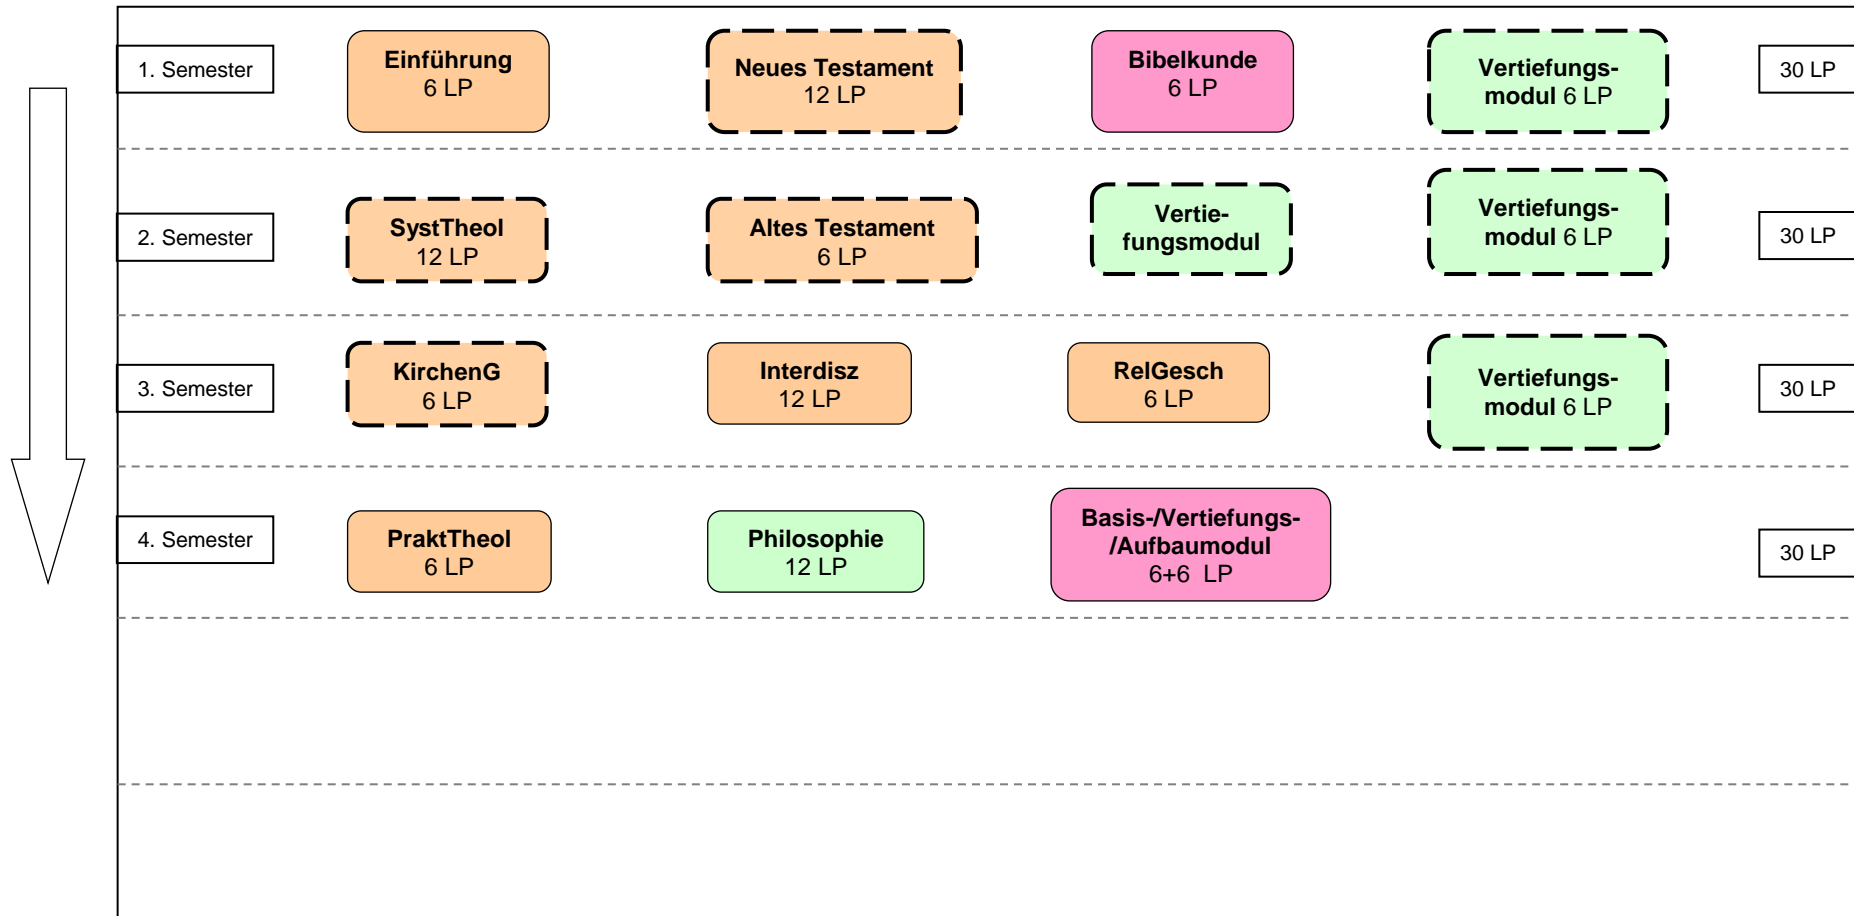 1. Semester
Einführung
6 LP
Neues Testament
12 LP
Bibelkunde
6 LP
Vertiefungs-
modul 6 LP
30 LP
2. Semester
SystTheol
12 LP
Altes Testament
6 LP
Vertie-
fungsmodul
Vertiefungs-
modul 6 LP
30 LP
3. Semester
KirchenG
6 LP
Interdisz
12 LP
RelGesch
6 LP
Vertiefungs-
modul 6 LP
30 LP
4. Semester
PraktTheol
6 LP
Philosophie
12 LP
Basis-/Vertiefungs-
/Aufbaumodul
6+6 LP
30 LP